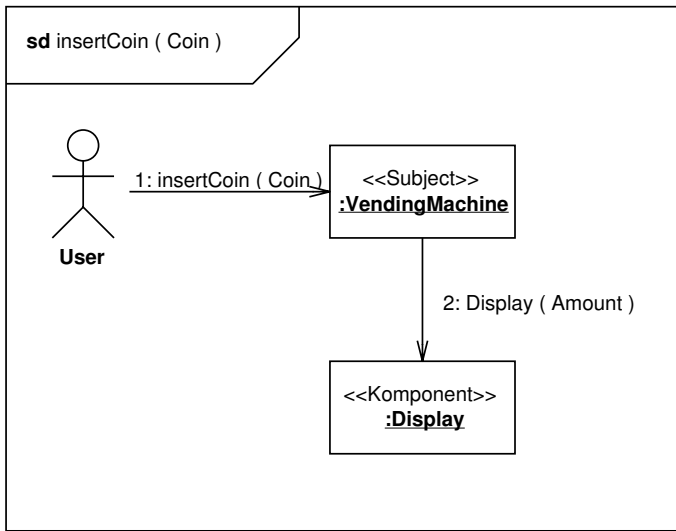 sd insertCoin ( Coin )
1: insertCoin ( Coin )
<<Subject>>
:VendingMachine
User
2: Display ( Amount )
<<Komponent>>
:Display